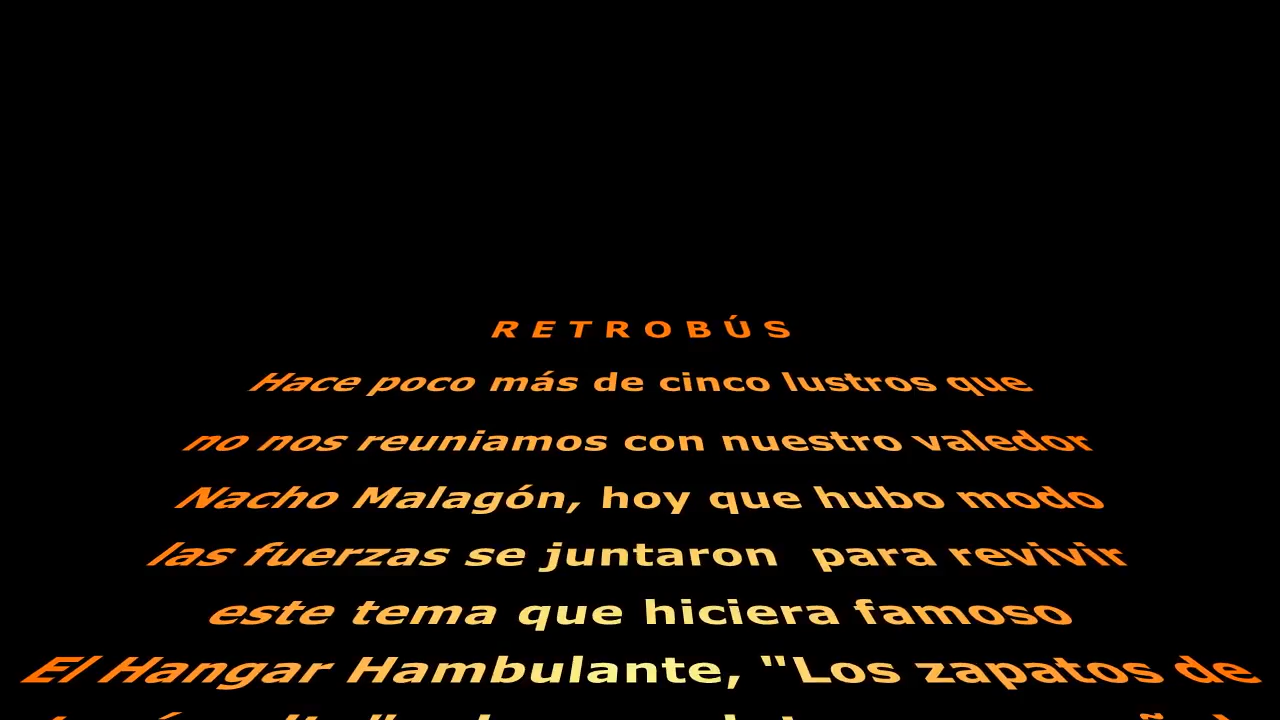 RETROBÚS
Hace poco más de cinco lustros que
no nos reuniamos con nuestro valedor
Nacho Malagón, hoy que hubo modo
las fuerzas se juntaron para revivir
este tema que hiciera famoso
El Hangar Hambulante, "Los zapatos de